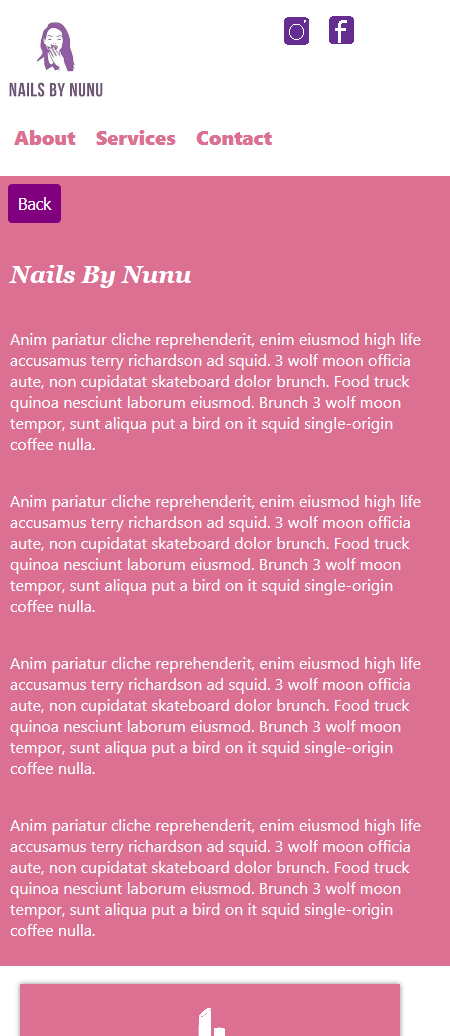 NAILS BY NUNU
About Services Contact
Back
Nails By Nunu
Anim pariatur cliche reprehenderit, enim eiusmod high life
accusamus terry richardson ad squid. 3 wolf moon officia
aute, non cupidatat skateboard dolor brunch. Food truck
quinoa nesciunt laborum eiusmod. Brunch 3 wolf moon
tempor, sunt aliqua put a bird on it squid single-origin
coffee nulla.
Anim pariatur cliche reprehenderit, enim eiusmod high life
accusamus terry richardson ad squid. 3 wolf moon officia
aute, non cupidatat skateboard dolor brunch. Food truck
quinoa nesciunt laborum eiusmod. Brunch 3 wolf moon
tempor, sunt aliqua put a bird on it squid single-origin
coffee nulla.
Anim pariatur cliche reprehenderit, enim eiusmod high life
accusamus terry richardson ad squid. 3 wolf moon officia
aute, non cupidatat skateboard dolor brunch. Food truck
quinoa nesciunt laborum eiusmod. Brunch 3 wolf moon
tempor, sunt aliqua put a bird on it squid single-origin
coffee nulla.
Anim pariatur cliche reprehenderit, enim eiusmod high life
accusamus terry richardson ad squid. 3 wolf moon officia
aute, non cupidatat skateboard dolor brunch. Food truck
quinoa nesciunt laborum eiusmod. Brunch 3 wolf moon
tempor, sunt aliqua put a bird on it squid single-origin
coffee nulla.